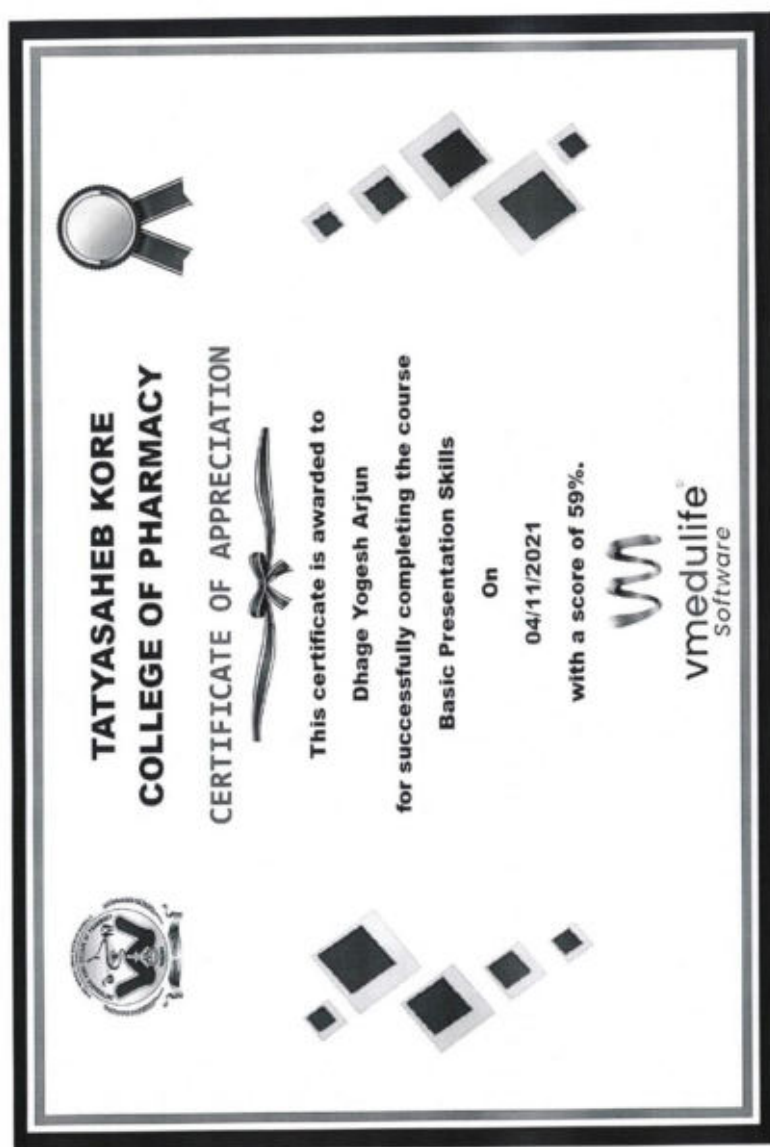 TATYASAHEB KORE
COLLEGE OF PHARMACY
CERTIFICATE OF APPRECIATION
This certificate is awarded to
Dhage Yogesh Arjun
for successfully completing the course
Basic Presentation Skills
On
04/11/2021
with a score of 59%.
vmedulife
Software